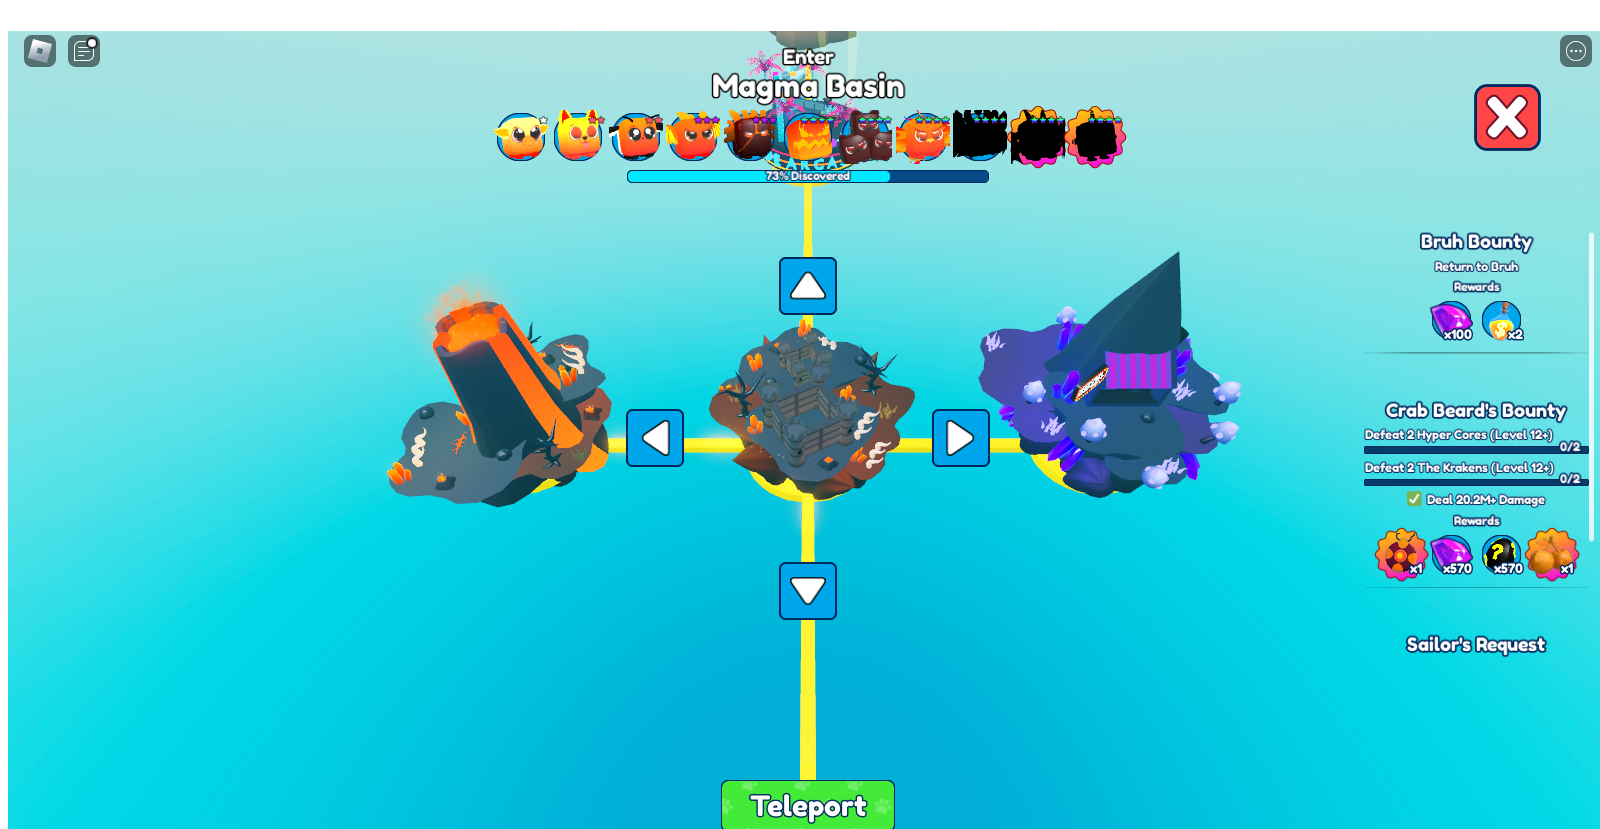 Enter
Magma Basin
73% Discovered
Bruh Bounty
Return to Bruh
Rewards
x100
x2
Crab Beard's Bounty
Defeat 2 Hyper Cores (Level 12+)
0/2
Defeat 2 The Krakens (Level 12+)
0/2
Deal 20.2M+ Damage
Rewards
x1
x570
?
x570
x1
Sailor's Request
Teleport